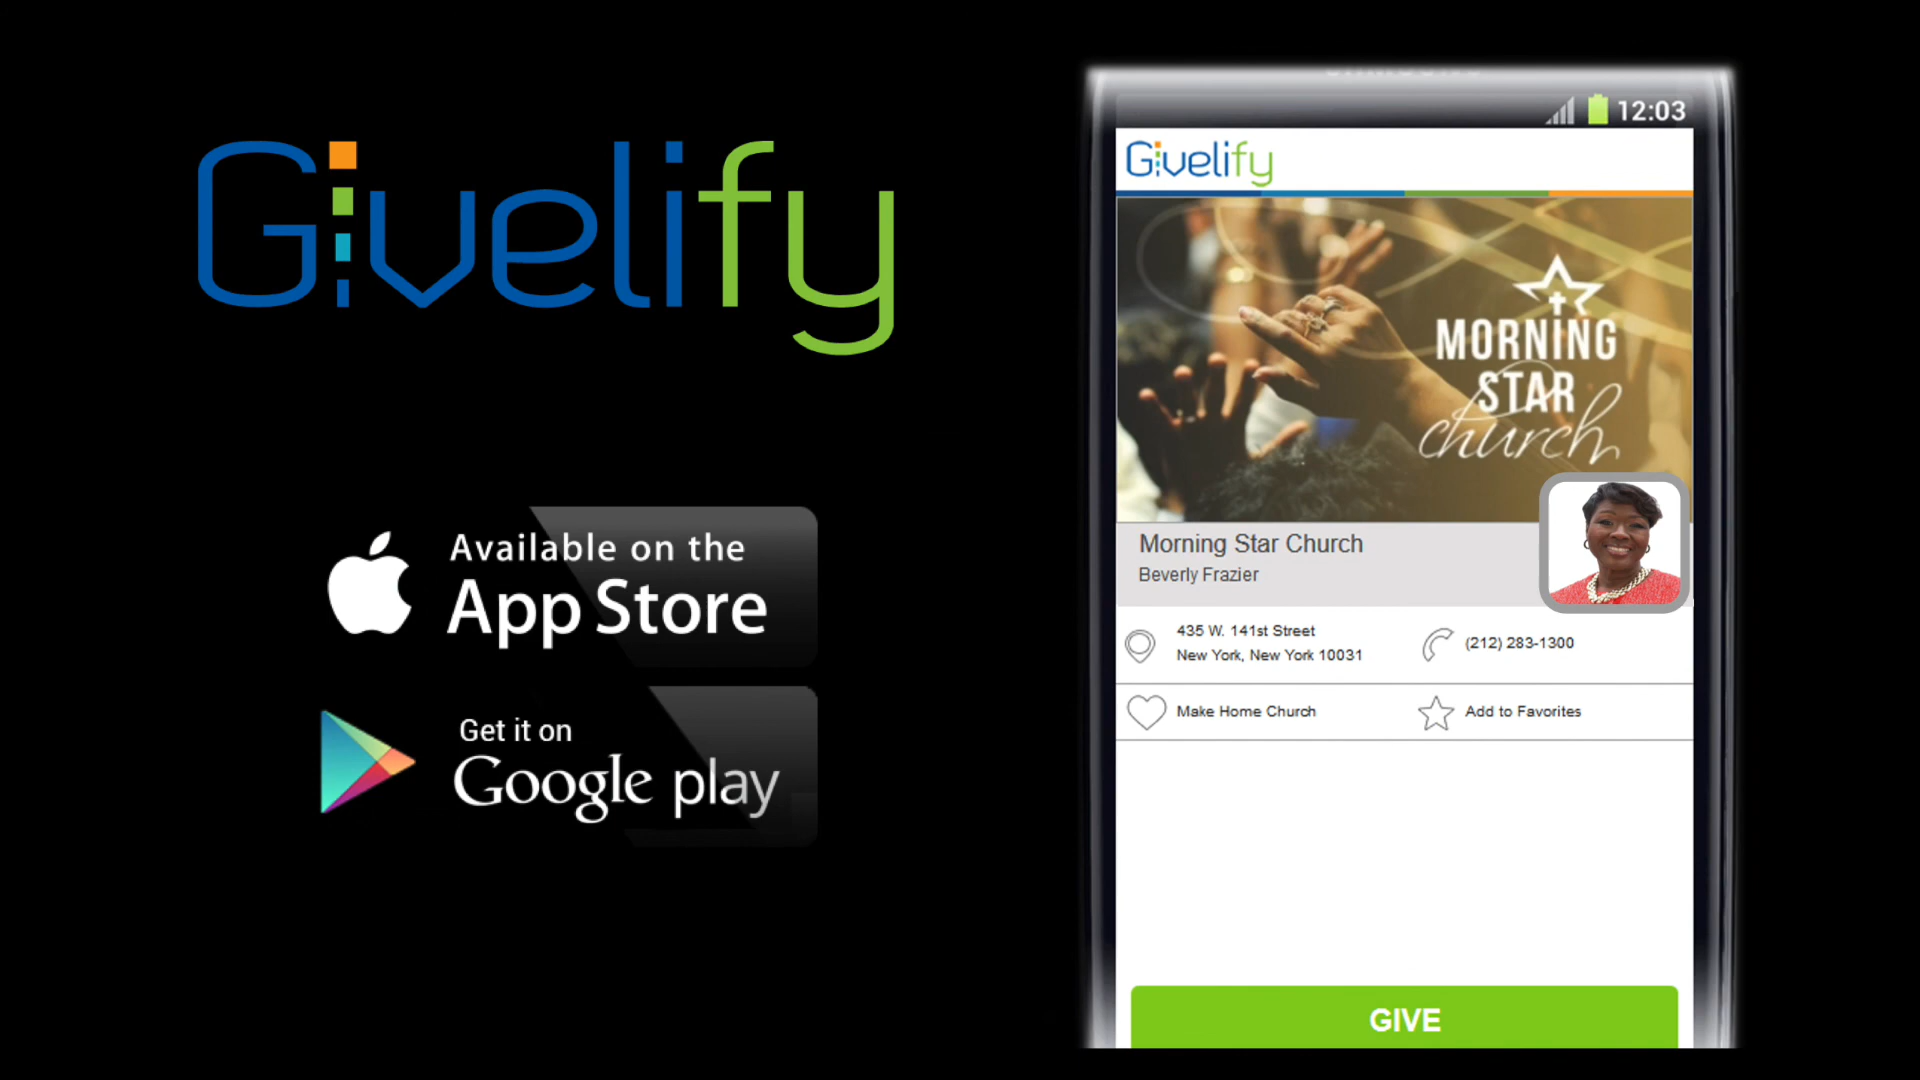 Givelify
Available on the
App Store
Get it on
Google play
12:03
Givelify
MORNING
STAR
church
Morning Star Church
Beverly Frazier
435 W. 141st Street
New York, New York 10031
(212) 283-1300
Make Home Church
Add to Favorites
GIVE